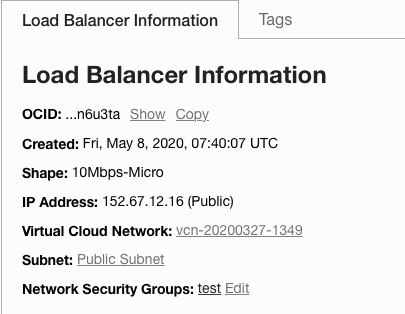 Load Balancer Information Tags
Load Balancer Information
OCID: ...n6u3ta Show Copy
Created: Fri, May 8, 2020, 07:40:07 UTC
Shape: 10Mbps-Micro
IP Address: 152.67.12.16 (Public)
Virtual Cloud Network: vcn-20200327-1349
Subnet: Public Subnet
Network Security Groups: test Edit